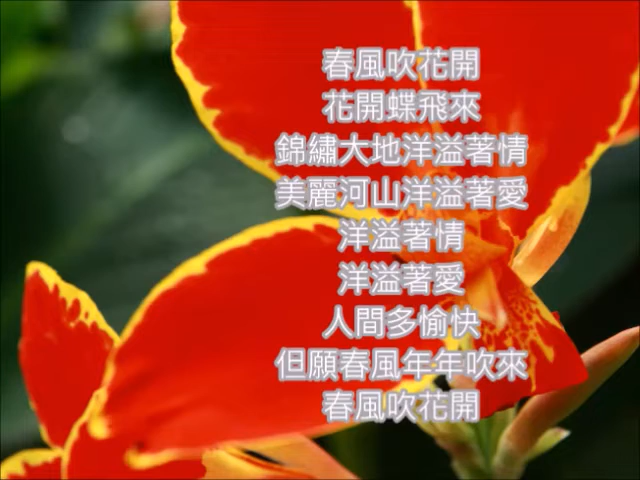 春風吹花開
花開蝶飛來
錦繡大地洋溢著情
美麗河山洋溢著愛
洋溢著情
洋溢著愛
人間多愉快
但願春風年年吹來
春風吹花開